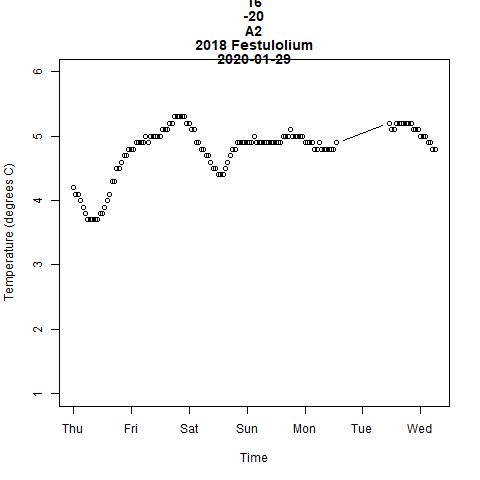 16
-20
A2
2018 Festulolium
2020-01-29
6
5
4
3
2
1
Temperature (degrees C)
Thu Fri Sat Sun Mon Tue Wed
Time